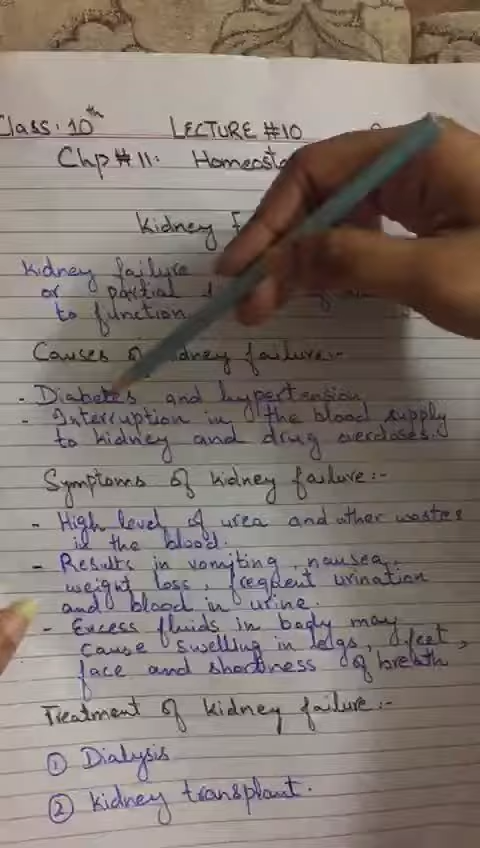 Class: 10th LECTURE #10
Chp #11: Homeosta
Kidney F
Kidney failure
or partial
to function
Causes of kidney failure:-
- Diabetes and hypertension
- Interruption in the blood supply
to kidney and drug overdoses.
Symptoms of kidney failure:-
- High level of urea and other wastes
is the blood.
- Results in vomiting, nausea,
weight loss, frequent urination
and blood in urine.
- Excess fluids in body may
cause swelling in legs, feet,
face and shortness of breath
Treatment of kidney failure:-
① Dialysis
② Kidney transplant.